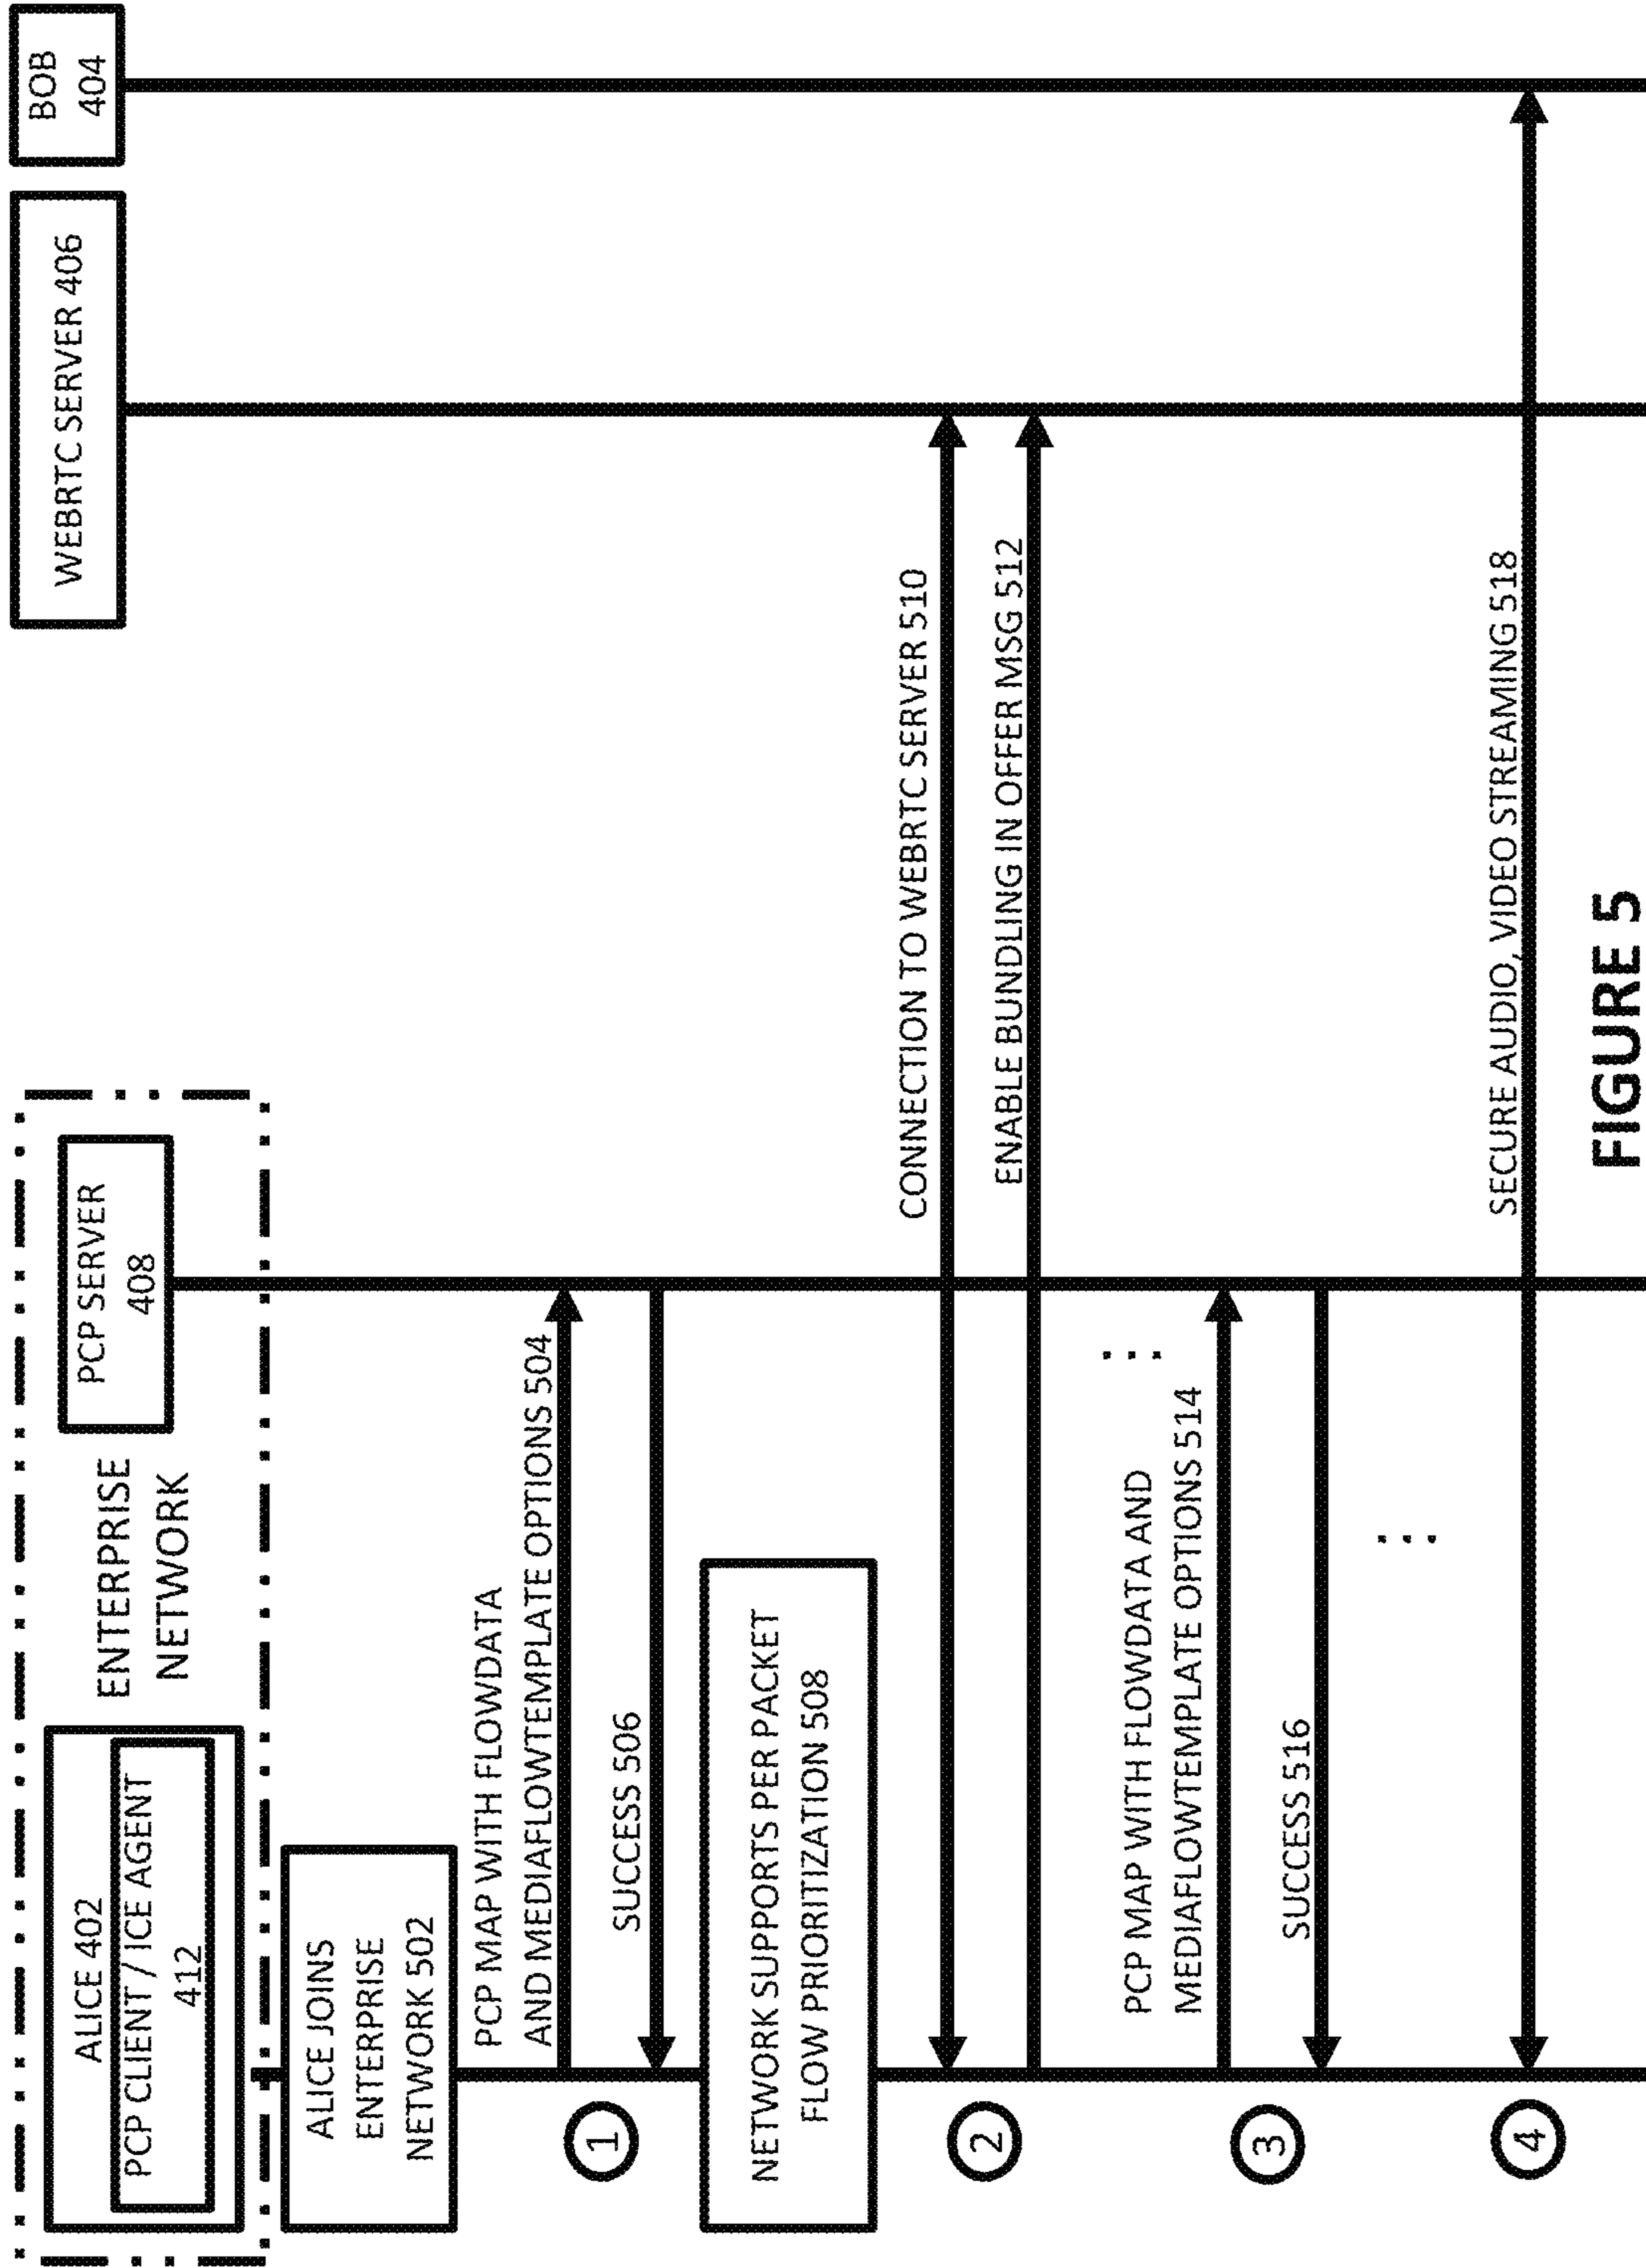 ALICE 402
PCP CLIENT / ICE AGENT
412
ENTERPRISE
NETWORK
PCP SERVER
408
WEBRTC SERVER 406
BOB
404
ALICE JOINS
ENTERPRISE
NETWORK 502
PCP MAP WITH FLOWDATA
AND MEDIAFLOWTEMPLATE OPTIONS 504
1
SUCCESS 506
NETWORK SUPPORTS PER PACKET
FLOW PRIORITIZATION 508
CONNECTION TO WEBRTC SERVER 510
2
ENABLE BUNDLING IN OFFER MSG 512
...
PCP MAP WITH FLOWDATA AND
MEDIAFLOWTEMPLATE OPTIONS 514
3
SUCCESS 516
...
SECURE AUDIO, VIDEO STREAMING 518
4
FIGURE 5